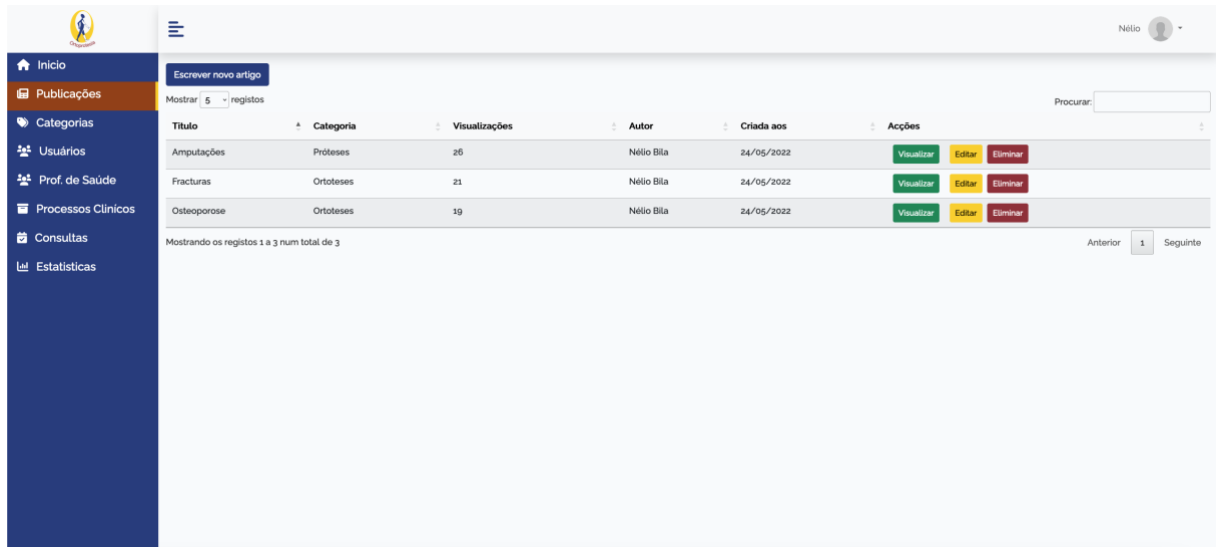 Nélio
Inicio
Publicações
Categorias
Usuários
Prof. de Saúde
Processos Clinícos
Consultas
Estatisticas
Escrever novo artigo
Mostrar 5 registos
Procurar:
Título Categoria Visualizações Autor Criada aos Acções
Amputações Próteses 26 Nélio Bila 24/05/2022 Visualizar Editar Eliminar
Fracturas Ortoteses 21 Nélio Bila 24/05/2022 Visualizar Editar Eliminar
Osteoporose Ortoteses 19 Nélio Bila 24/05/2022 Visualizar Editar Eliminar
Mostrando os registos 1 a 3 num total de 3
Anterior 1 Seguinte